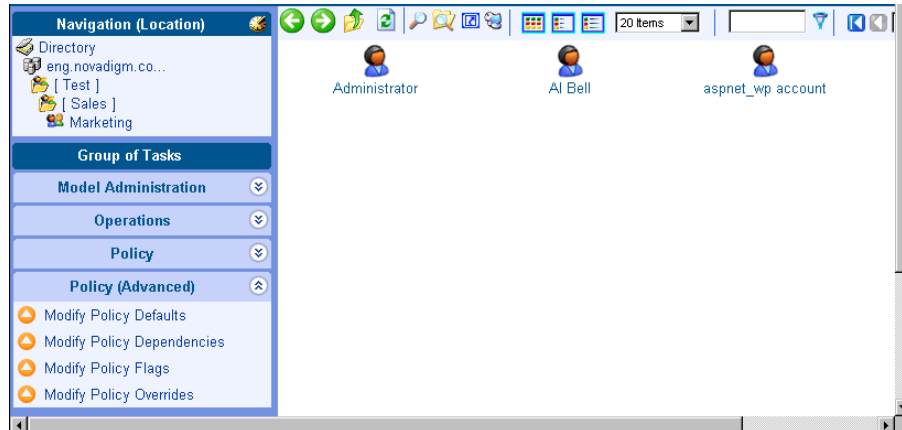 Navigation (Location)
Directory
eng.novadigm.co...
[ Test ]
[ Sales ]
Marketing
Group of Tasks
Model Administration
Operations
Policy
Policy (Advanced)
Modify Policy Defaults
Modify Policy Dependencies
Modify Policy Flags
Modify Policy Overrides
20 Items
Administrator
Al Bell
aspnet_wp account